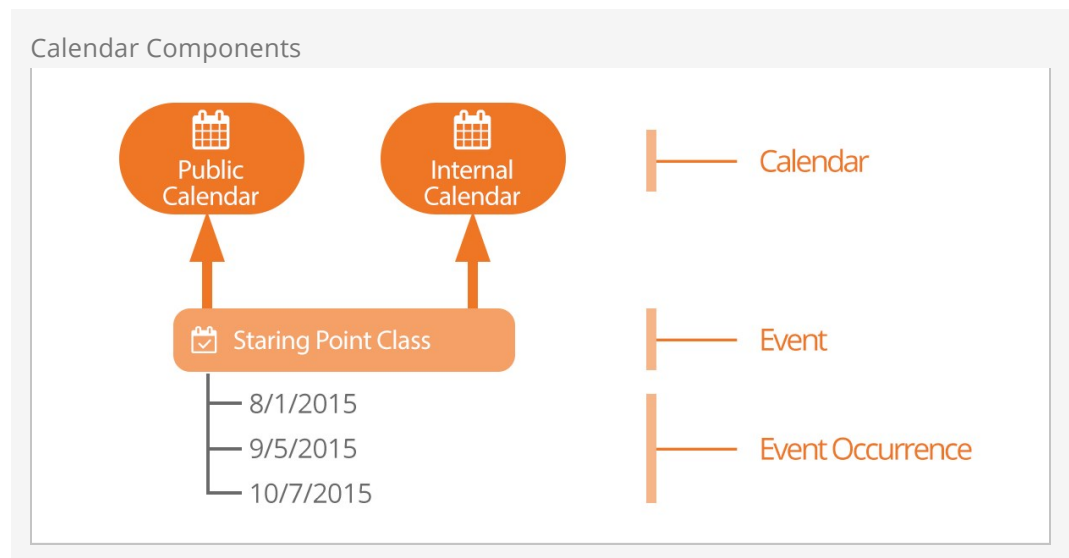 Calendar Components
Public
Calendar
Internal
Calendar
Calendar
Staring Point Class
Event
8/1/2015
9/5/2015
Event Occurrence
10/7/2015